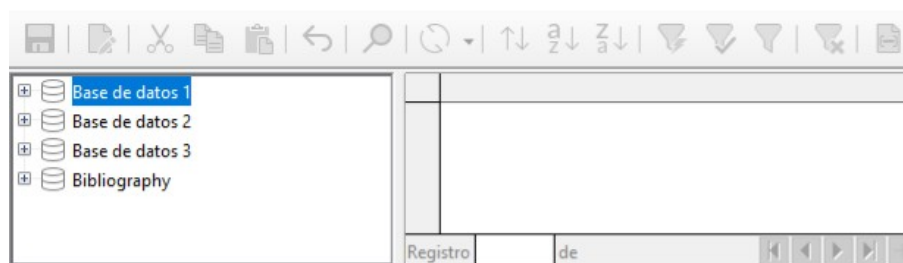 Base de datos 1
Base de datos 2
Base de datos 3
Bibliography
Registro de